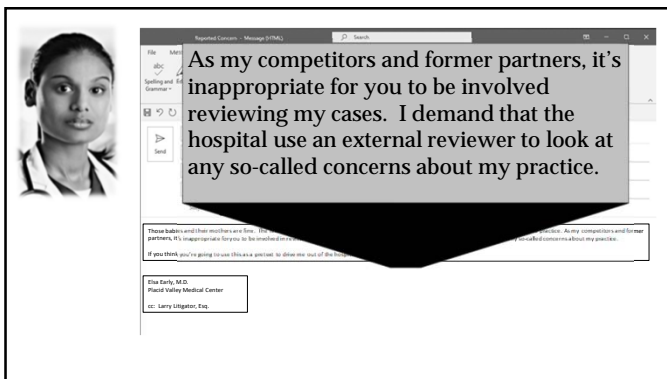 Reported Concern - Message (HTML)
Search
File
abc
Spelling and
Grammar
Send
As my competitors and former partners, it's
inappropriate for you to be involved
reviewing my cases. I demand that the
hospital use an external reviewer to look at
any so-called concerns about my practice.
Those babies and their mothers are fine. The practice. As my competitors and former
partners, it's inappropriate for you to be involved in y so-called concerns about my practice.
If you think you're going to use this as a pretext to drive me out of the
Elsa Early, M.D.
Placid Valley Medical Center
cc: Larry Litigator, Esq.